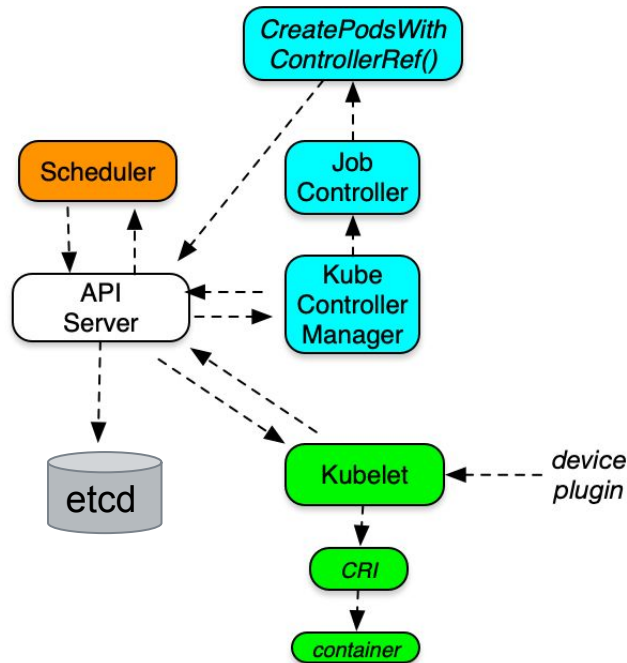 CreatePodsWith
ControllerRef()
Scheduler
Job
Controller
API
Server
Kube
Controller
Manager
etcd
Kubelet
device
plugin
CRI
container